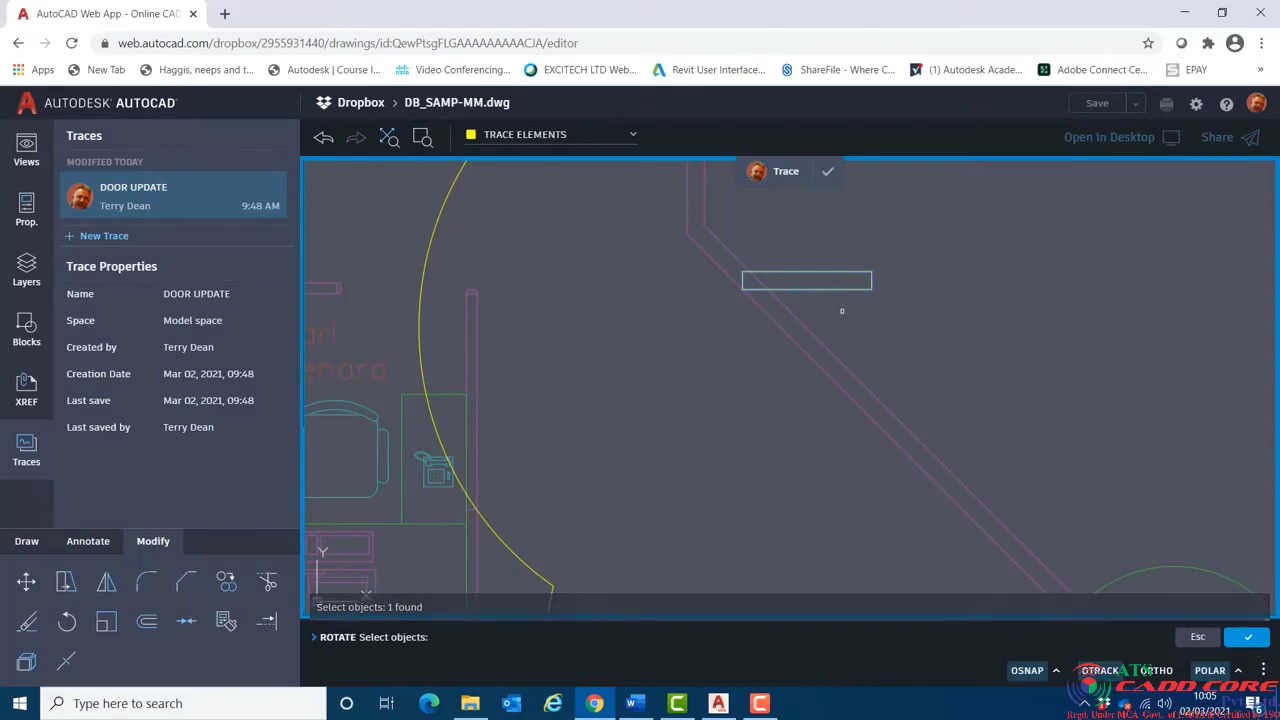 AutoCAD Web App - Online CAD
web.autocad.com/dropbox/2955931440/drawings/id:QewPtsgFLGAAAAAAAAACJA/editor
Apps
New Tab
Haggis, neeps and t...
Autodesk | Course I...
Video Conferencing...
EXCITECH LTD Web...
Revit User Interface...
ShareFile - Where C...
(1) Autodesk Acade...
Adobe Connect Ce...
EPAY
»
AUTODESK® AUTOCAD®
Dropbox > DB_SAMP-MM.dwg
Save
Traces
TRACE ELEMENTS
Open in Desktop
Share
Views
MODIFIED TODAY
DOOR UPDATE
Terry Dean
9:48 AM
Trace
Prop.
+ New Trace
Trace Properties
Layers
Name DOOR UPDATE
Space Model space
Blocks
Created by Terry Dean
Creation Date Mar 02, 2021, 09:48
XREF
Last save Mar 02, 2021, 09:48
Last saved by Terry Dean
Traces
Draw
Annotate
Modify
Y
X
Select objects: 1 found
ROTATE Select objects:
Esc
OSNAP
OTRACK
ORTHO
POLAR
ATS
CADD CORE
Pvt. Ltd.
Type here to search
10:05
02/03/2021